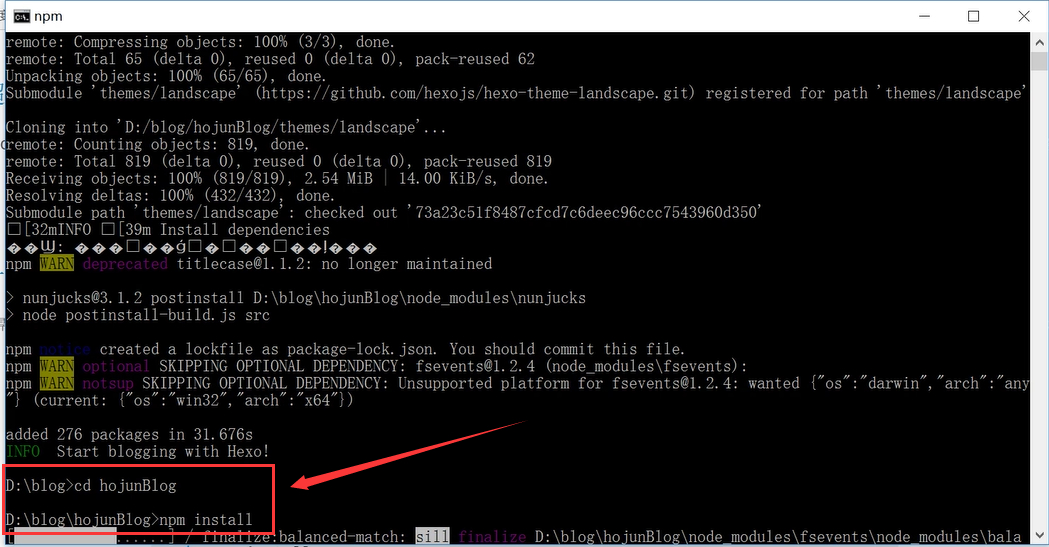 npm
remote: Compressing objects: 100% (3/3), done.
remote: Total 65 (delta 0), reused 0 (delta 0), pack-reused 62
Unpacking objects: 100% (65/65), done.
Submodule 'themes/landscape' (https://github.com/hexojs/hexo-theme-landscape.git) registered for path 'themes/landscape'
Cloning into 'D:/blog/hojunBlog/themes/landscape'...
remote: Counting objects: 819, done.
remote: Total 819 (delta 0), reused 0 (delta 0), pack-reused 819
Receiving objects: 100% (819/819), 2.54 MiB | 14.00 KiB/s, done.
Resolving deltas: 100% (432/432), done.
Submodule path 'themes/landscape': checked out '73a23c51f8487cfcd7c6deec96ccc7543960d350'
□[32mINFO □[39m Install dependencies
npm WARN deprecated titlecase@1.1.2: no longer maintained
> nunjucks@3.1.2 postinstall D:\blog\hojunBlog\node_modules\nunjucks
> node postinstall-build.js src
npm notice created a lockfile as package-lock.json. You should commit this file.
npm WARN optional SKIPPING OPTIONAL DEPENDENCY: fsevents@1.2.4 (node_modules\fsevents):
npm WARN notsup SKIPPING OPTIONAL DEPENDENCY: Unsupported platform for fsevents@1.2.4: wanted {"os":"darwin","arch":"any
"} (current: {"os":"win32","arch":"x64"})
added 276 packages in 31.676s
INFO  Start blogging with Hexo!
D:\blog>cd hojunBlog
D:\blog\hojunBlog>npm install
......] / finalize:balanced-match: sill finalize D:\blog\hojunBlog\node_modules\fsevents\node_modules\bala